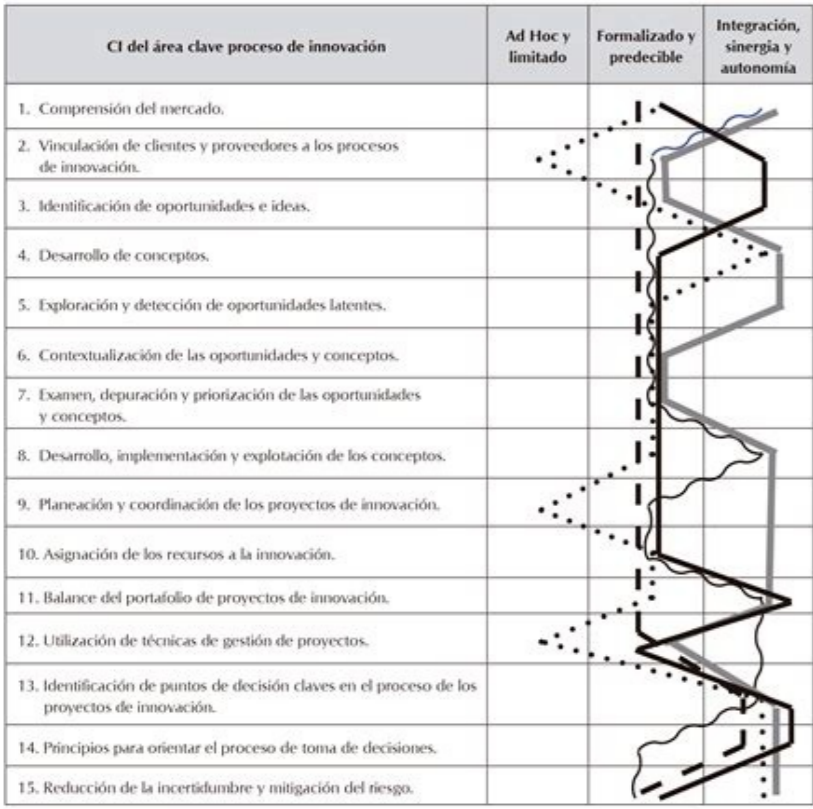 CI del área clave proceso de innovación
Ad Hoc y
limitado
Formalizado y
predecible
Integración,
sinergia y
autonomía
1. Comprensión del mercado.
2. Vinculación de clientes y proveedores a los procesos
de innovación.
3. Identificación de oportunidades e ideas.
4. Desarrollo de conceptos.
5. Exploración y detección de oportunidades latentes.
6. Contextualización de las oportunidades y conceptos.
7. Examen, depuración y priorización de las oportunidades
y conceptos.
8. Desarrollo, implementación y explotación de los conceptos.
9. Planeación y coordinación de los proyectos de innovación.
10. Asignación de los recursos a la innovación.
11. Balance del portafolio de proyectos de innovación.
12. Utilización de técnicas de gestión de proyectos.
13. Identificación de puntos de decisión claves en el proceso de los
proyectos de innovación.
14. Principios para orientar el proceso de toma de decisiones.
15. Reducción de la incertidumbre y mitigación del riesgo.